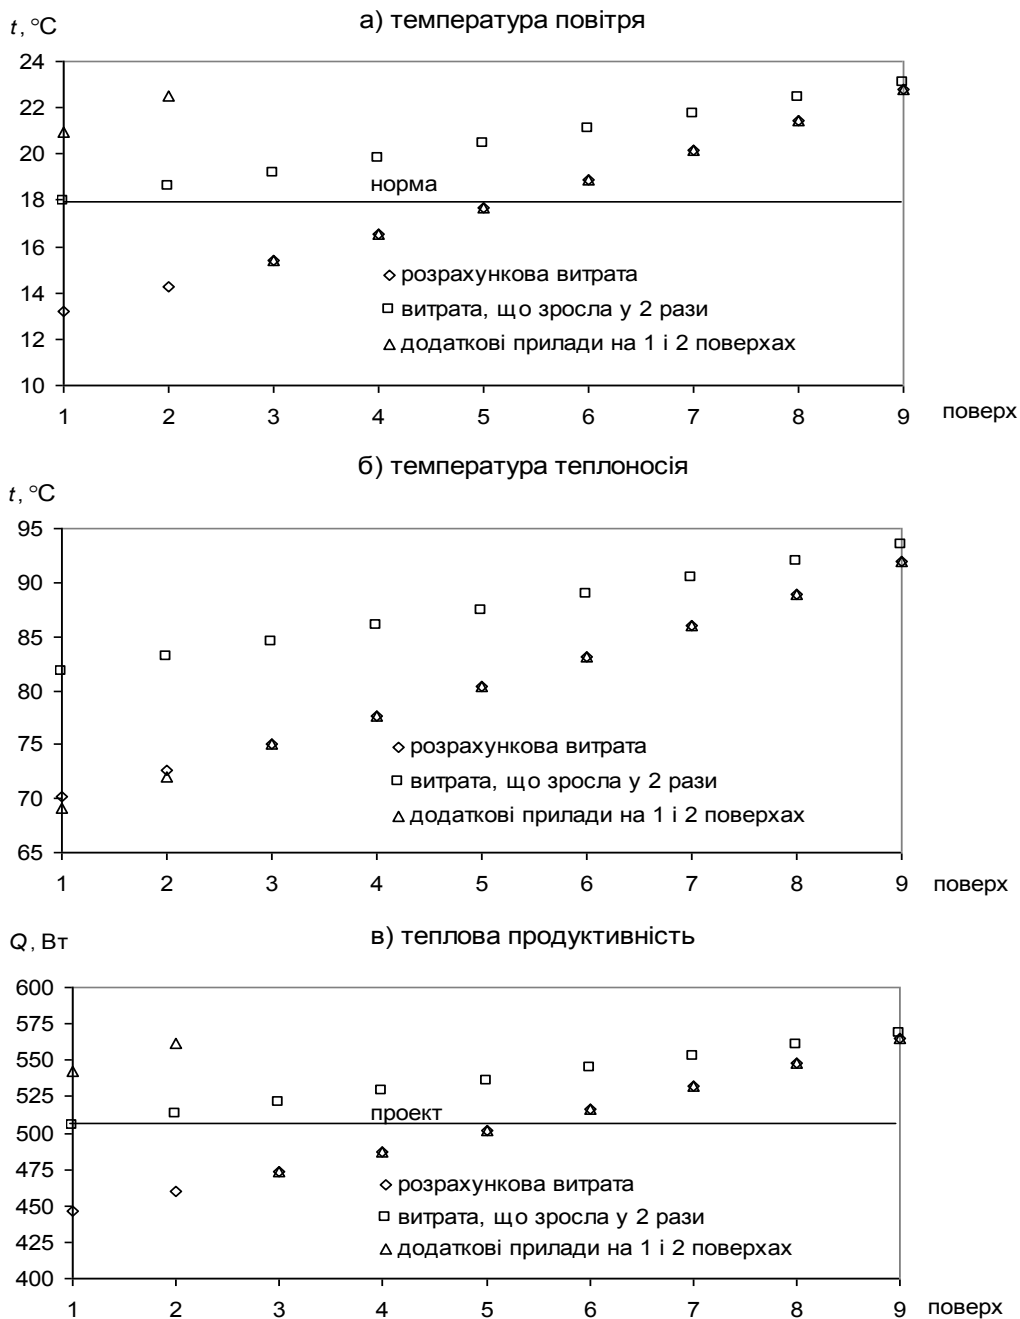 а) температура повітря
t, °C
24
22
20
18
16
14
12
10
норма
◇ розрахункова витрата
□ витрата, що зросла у 2 рази
△ додаткові прилади на 1 і 2 поверхах
1 2 3 4 5 6 7 8 9 поверх
б) температура теплоносія
t, °C
95
90
85
80
75
70
65
◇ розрахункова витрата
□ витрата, що зросла у 2 рази
△ додаткові прилади на 1 і 2 поверхах
1 2 3 4 5 6 7 8 9 поверх
в) теплова продуктивність
Q, Вт
600
575
550
525
500
475
450
425
400
проект
◇ розрахункова витрата
□ витрата, що зросла у 2 рази
△ додаткові прилади на 1 і 2 поверхах
1 2 3 4 5 6 7 8 9 поверх